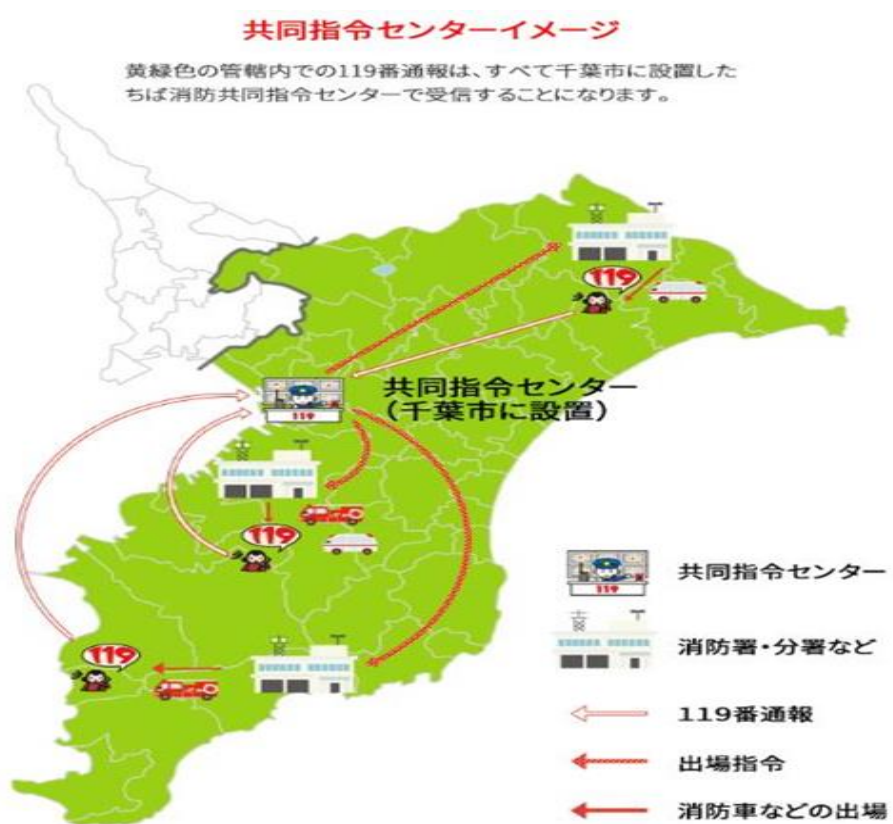 共同指令センターイメージ
黄緑色の管轄内での119番通報は、すべて千葉市に設置した
ちば消防共同指令センターで受信することになります。
119
共同指令センター
(千葉市に設置)
119
119
119
共同指令センター
119
消防署・分署など
119番通報
出場指令
消防車などの出場